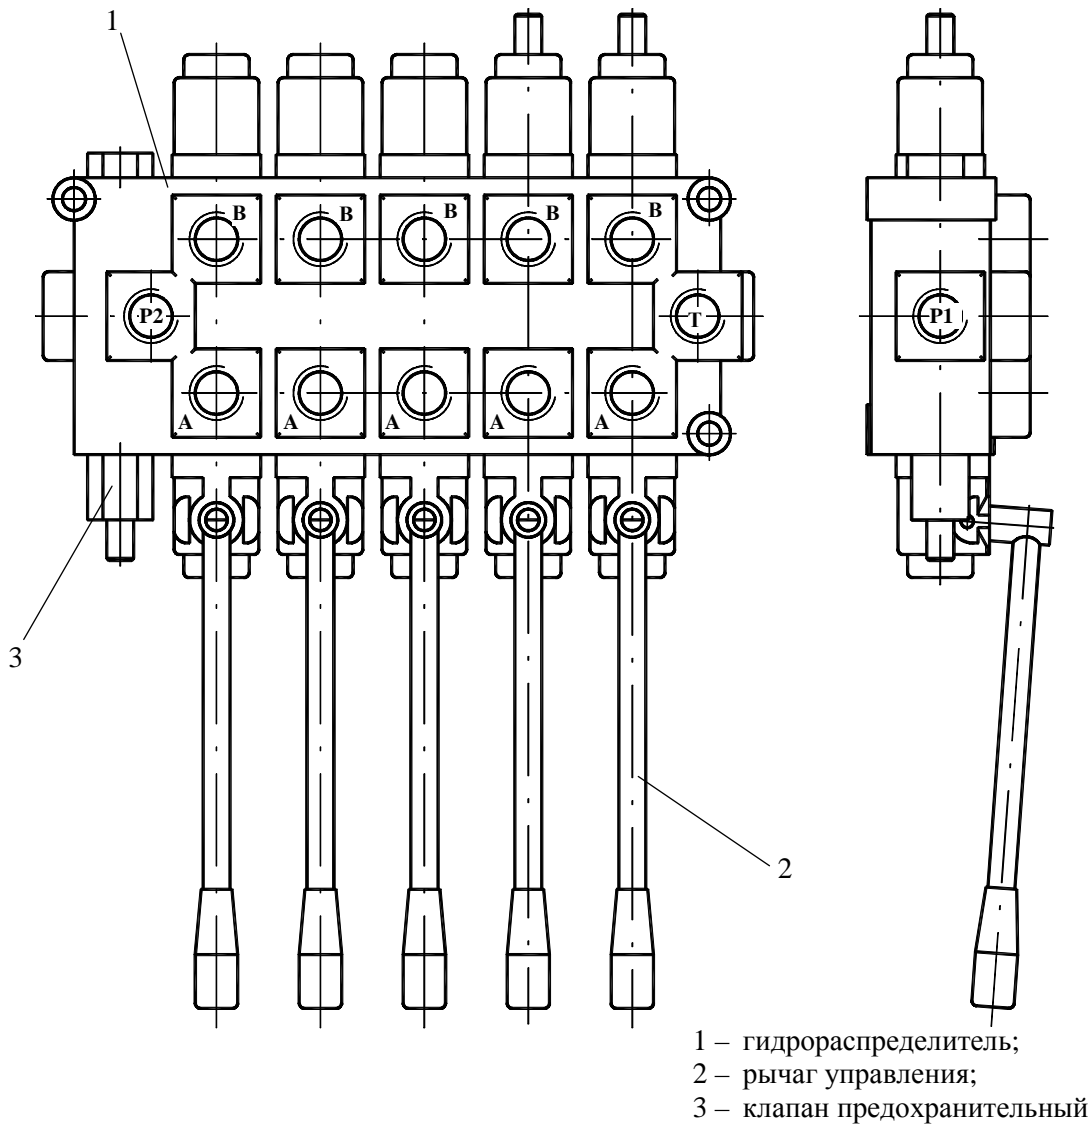 1
B B B B B
P2 T P1
A A A A A
3
2
1 – гидрораспределитель;
2 – рычаг управления;
3 – клапан предохранительный